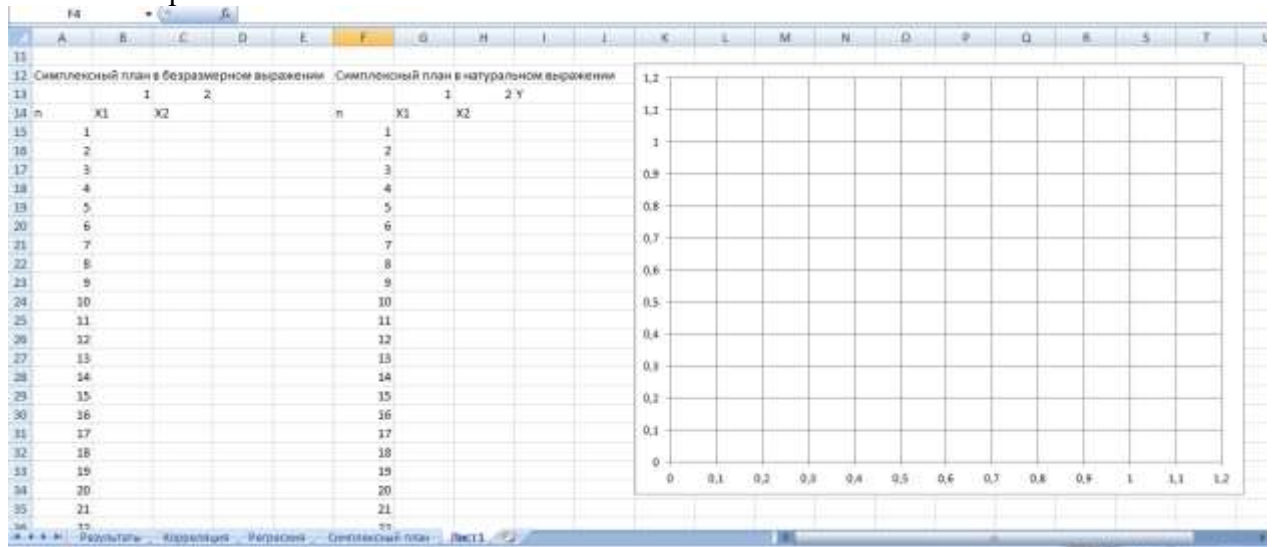 F4 fx
A B C D E F G H I J K L M N O P Q R S T U
11
12 Симплексный план в безразмерном выражении Симплексный план в натуральном выражении
13 1 2 1 2 Y
14 n X1 X2 n X1 X2
15 1 1
16 2 2
17 3 3
18 4 4
19 5 5
20 6 6
21 7 7
22 8 8
23 9 9
24 10 10
25 11 11
26 12 12
27 13 13
28 14 14
29 15 15
30 16 16
31 17 17
32 18 18
33 19 19
34 20 20
35 21 21
1,2
1,1
1
0,9
0,8
0,7
0,6
0,5
0,4
0,3
0,2
0,1
0
0 0,1 0,2 0,3 0,4 0,5 0,6 0,7 0,8 0,9 1 1,1 1,2
Результаты Корреляция Регрессия Симплексный план Лист1